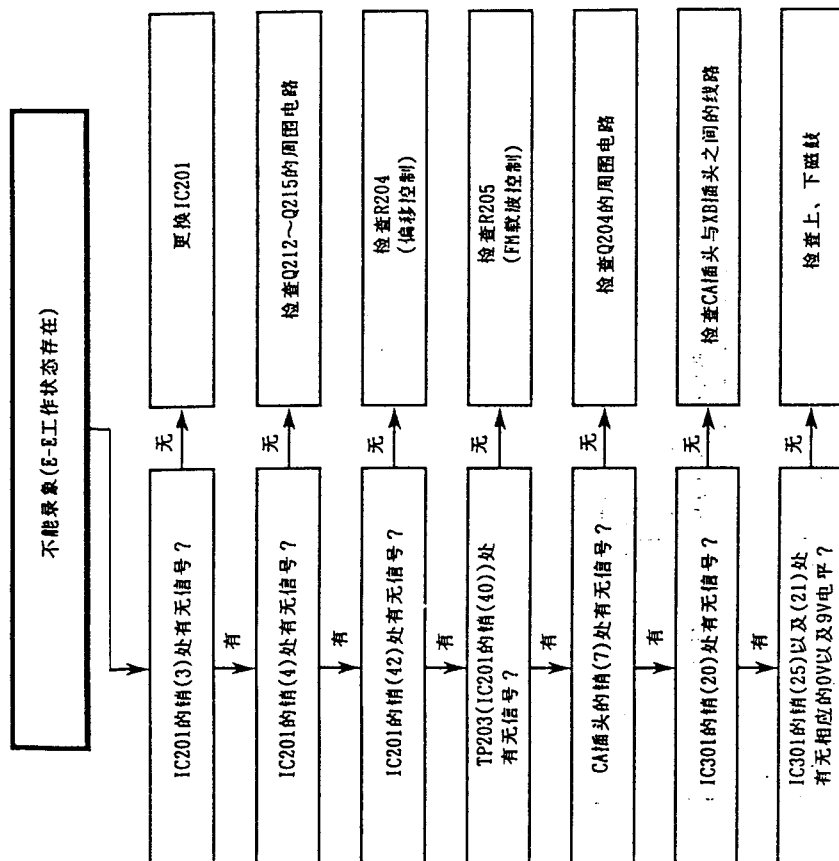 不能录象(E-E工作状态存在)
IC201的销(3)处有无信号?
无
更换IC201
有
IC201的销(4)处有无信号?
无
检查Q212～Q215的周围电路
有
IC201的销(42)处有无信号?
无
检查R204
(偏移控制)
有
TP203(IC201的销(40))处
有无信号?
无
检查R205
(FM载波控制)
有
CA插头的销(7)处有无信号?
无
检查Q204的周围电路
有
IC301的销(20)处有无信号?
无
检查CA插头与XB插头之间的线路
有
IC301的销(25)以及(21)处
有无相应的0V以及9V电平?
无
检查上、下磁鼓